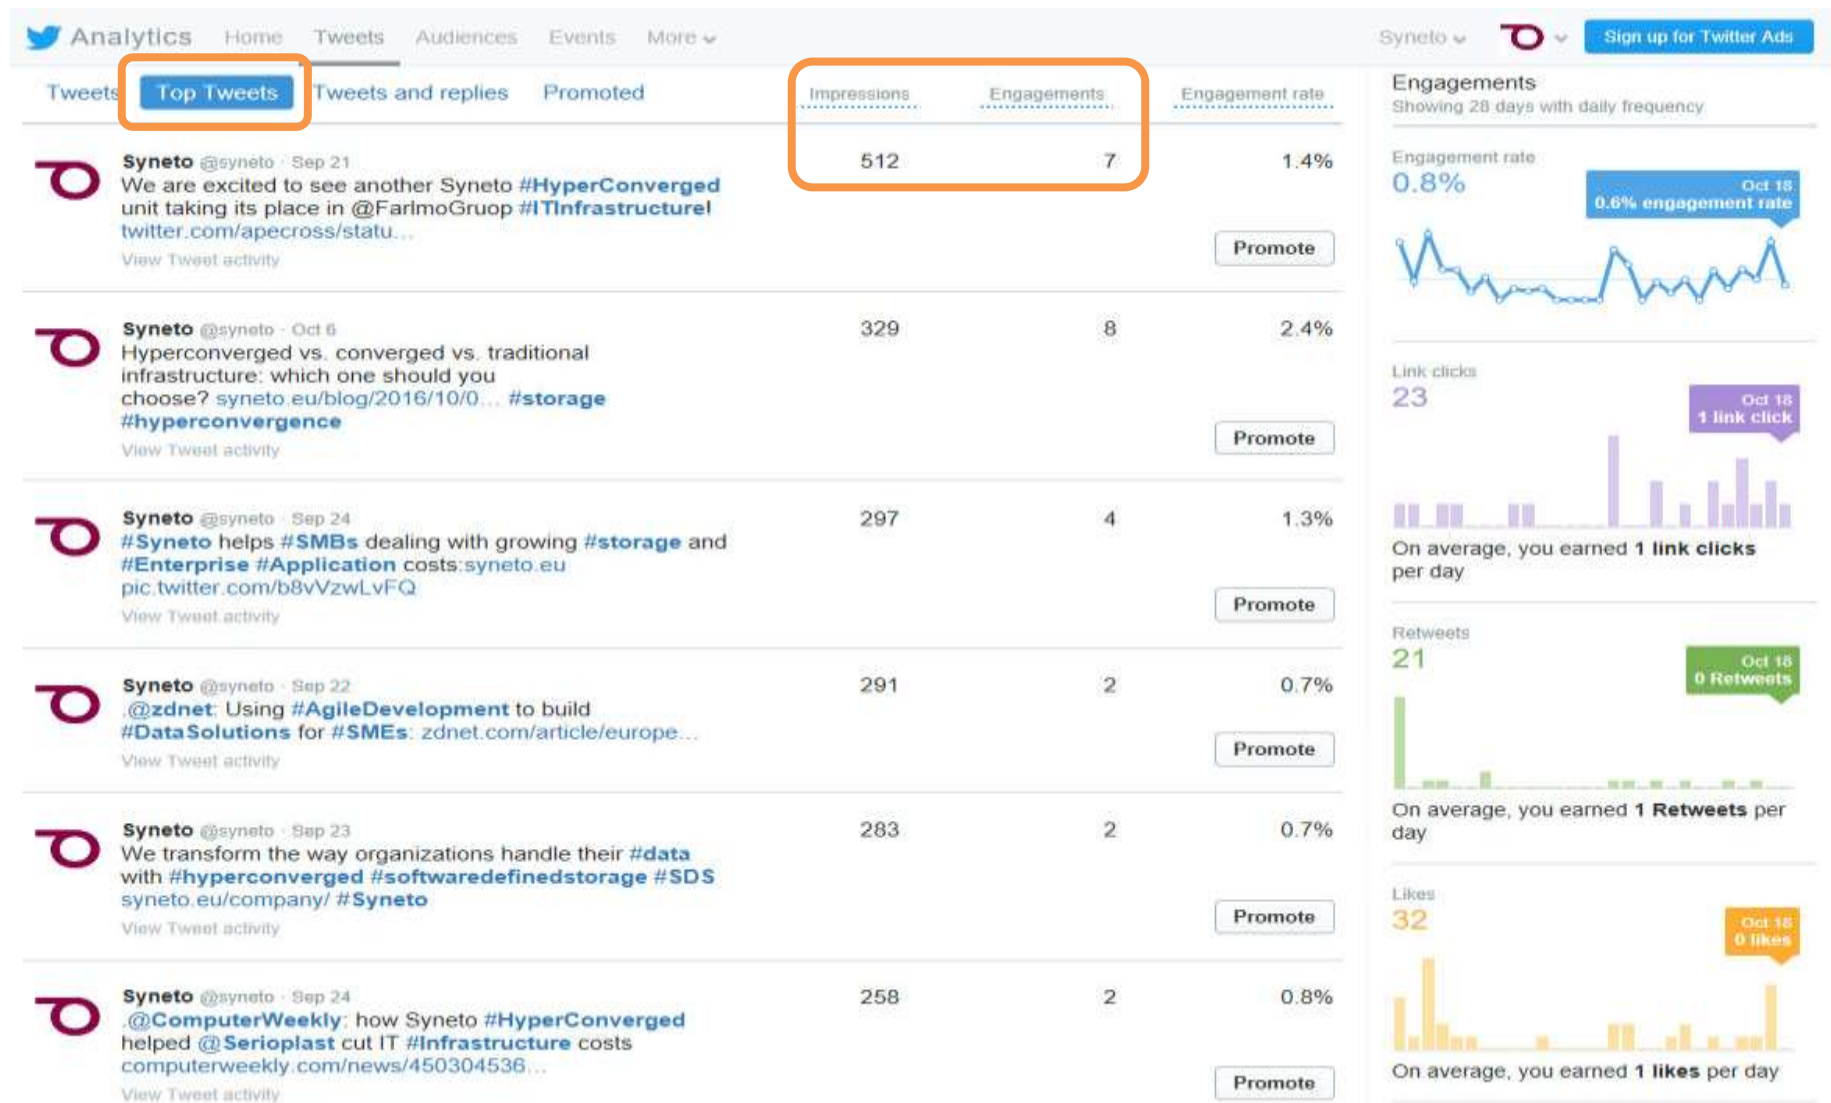 Analytics Home Tweets Audiences Events More Syneto Sign up for Twitter Ads
Tweets Top Tweets Tweets and replies Promoted Impressions Engagements Engagement rate
Syneto @syneto · Sep 21 512 7 1.4%
We are excited to see another Syneto #HyperConverged
unit taking its place in @FarImoGruop #ITInfrastructure!
twitter.com/apecross/statu...
View Tweet activity
Promote
Syneto @syneto · Oct 6 329 8 2.4%
Hyperconverged vs. converged vs. traditional
infrastructure: which one should you
choose? syneto.eu/blog/2016/10/0... #storage
#hyperconvergence
View Tweet activity
Promote
Syneto @syneto · Sep 24 297 4 1.3%
#Syneto helps #SMBs dealing with growing #storage and
#Enterprise #Application costs:syneto.eu
pic.twitter.com/b8vVzwLvFQ
View Tweet activity
Promote
Syneto @syneto · Sep 22 291 2 0.7%
.@zdnet: Using #AgileDevelopment to build
#DataSolutions for #SMEs: zdnet.com/article/europe...
View Tweet activity
Promote
Syneto @syneto · Sep 23 283 2 0.7%
We transform the way organizations handle their #data
with #hyperconverged #softwaredefinedstorage #SDS
syneto.eu/company/ #Syneto
View Tweet activity
Promote
Syneto @syneto · Sep 24 258 2 0.8%
.@ComputerWeekly: how Syneto #HyperConverged
helped @Serioplast cut IT #Infrastructure costs
computerweekly.com/news/450304536...
View Tweet activity
Promote
Engagements
Showing 28 days with daily frequency
Engagement rate
0.8%
Oct 18
0.6% engagement rate
Link clicks
23
Oct 18
1 link click
On average, you earned 1 link clicks
per day
Retweets
21
Oct 18
0 Retweets
On average, you earned 1 Retweets per
day
Likes
32
Oct 18
0 likes
On average, you earned 1 likes per day